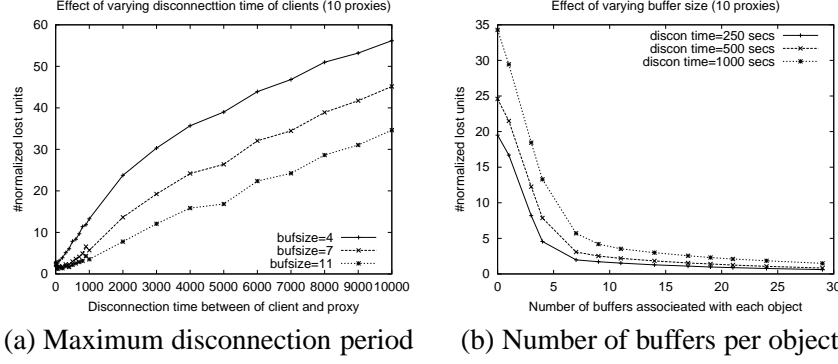 Effect of varying disconnecttion time of clients (10 proxies)
60
50
40
30
20
10
0
#normalized lost units
bufsize=4
bufsize=7
bufsize=11
0 1000 2000 3000 4000 5000 6000 7000 8000 9000 10000
Disconnection time between of client and proxy
(a) Maximum disconnection period
Effect of varying buffer size (10 proxies)
35
30
25
20
15
10
5
0
#normalized lost units
discon time=250 secs
discon time=500 secs
discon time=1000 secs
0 5 10 15 20 25 30
Number of buffers associeated with each object
(b) Number of buffers per object